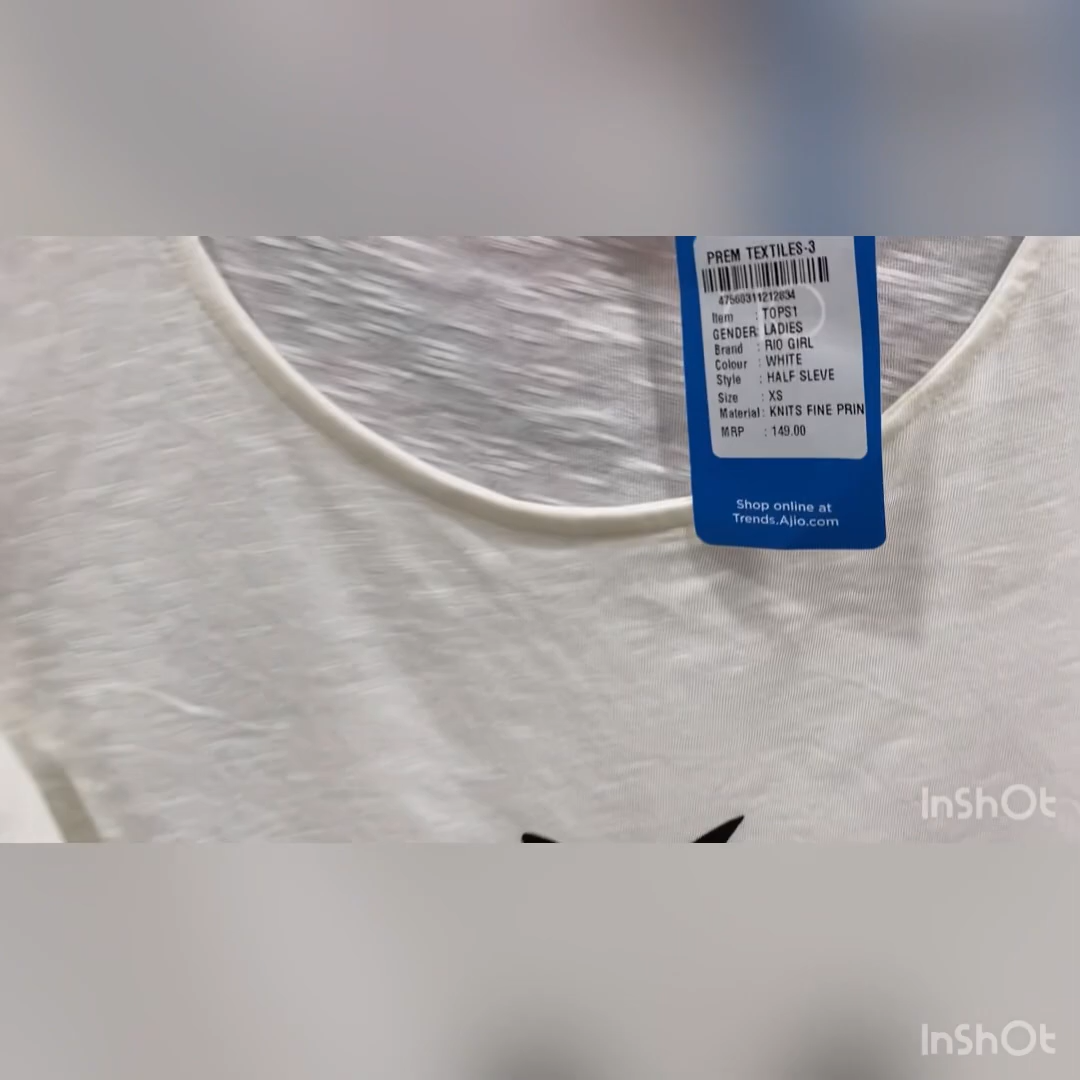 PREM TEXTILES-3
47568311212634
Item : TOPS1
GENDER: LADIES
Brand : RIO GIRL
Colour : WHITE
Style : HALF SLEVE
Size : XS
Material : KNITS FINE PRIN
MRP : 149.00
Shop online at
Trends.Ajio.com
InShOt
InShOt